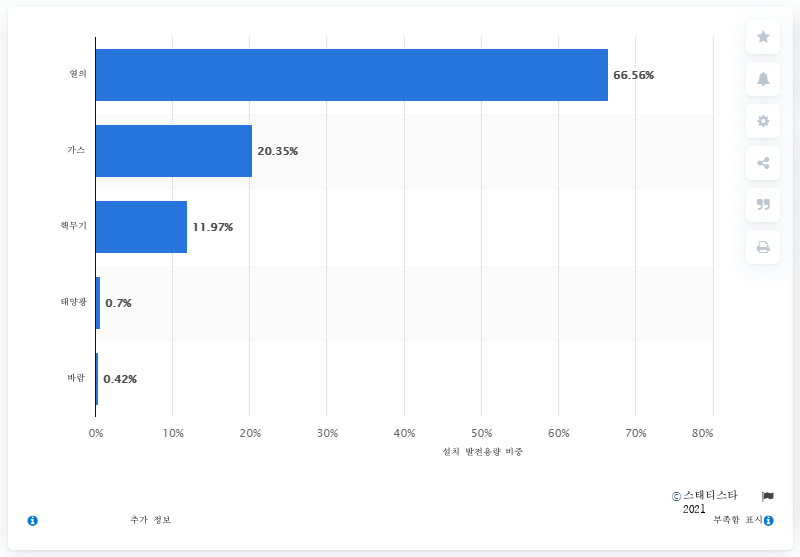 열의
66.56%
가스
20.35%
핵무기
11.97%
태양광
0.7%
바람
0.42%
0% 10% 20% 30% 40% 50% 60% 70% 80%
설치 발전용량 비중
© 스태티스타
2021
추가 정보
부족함 표시